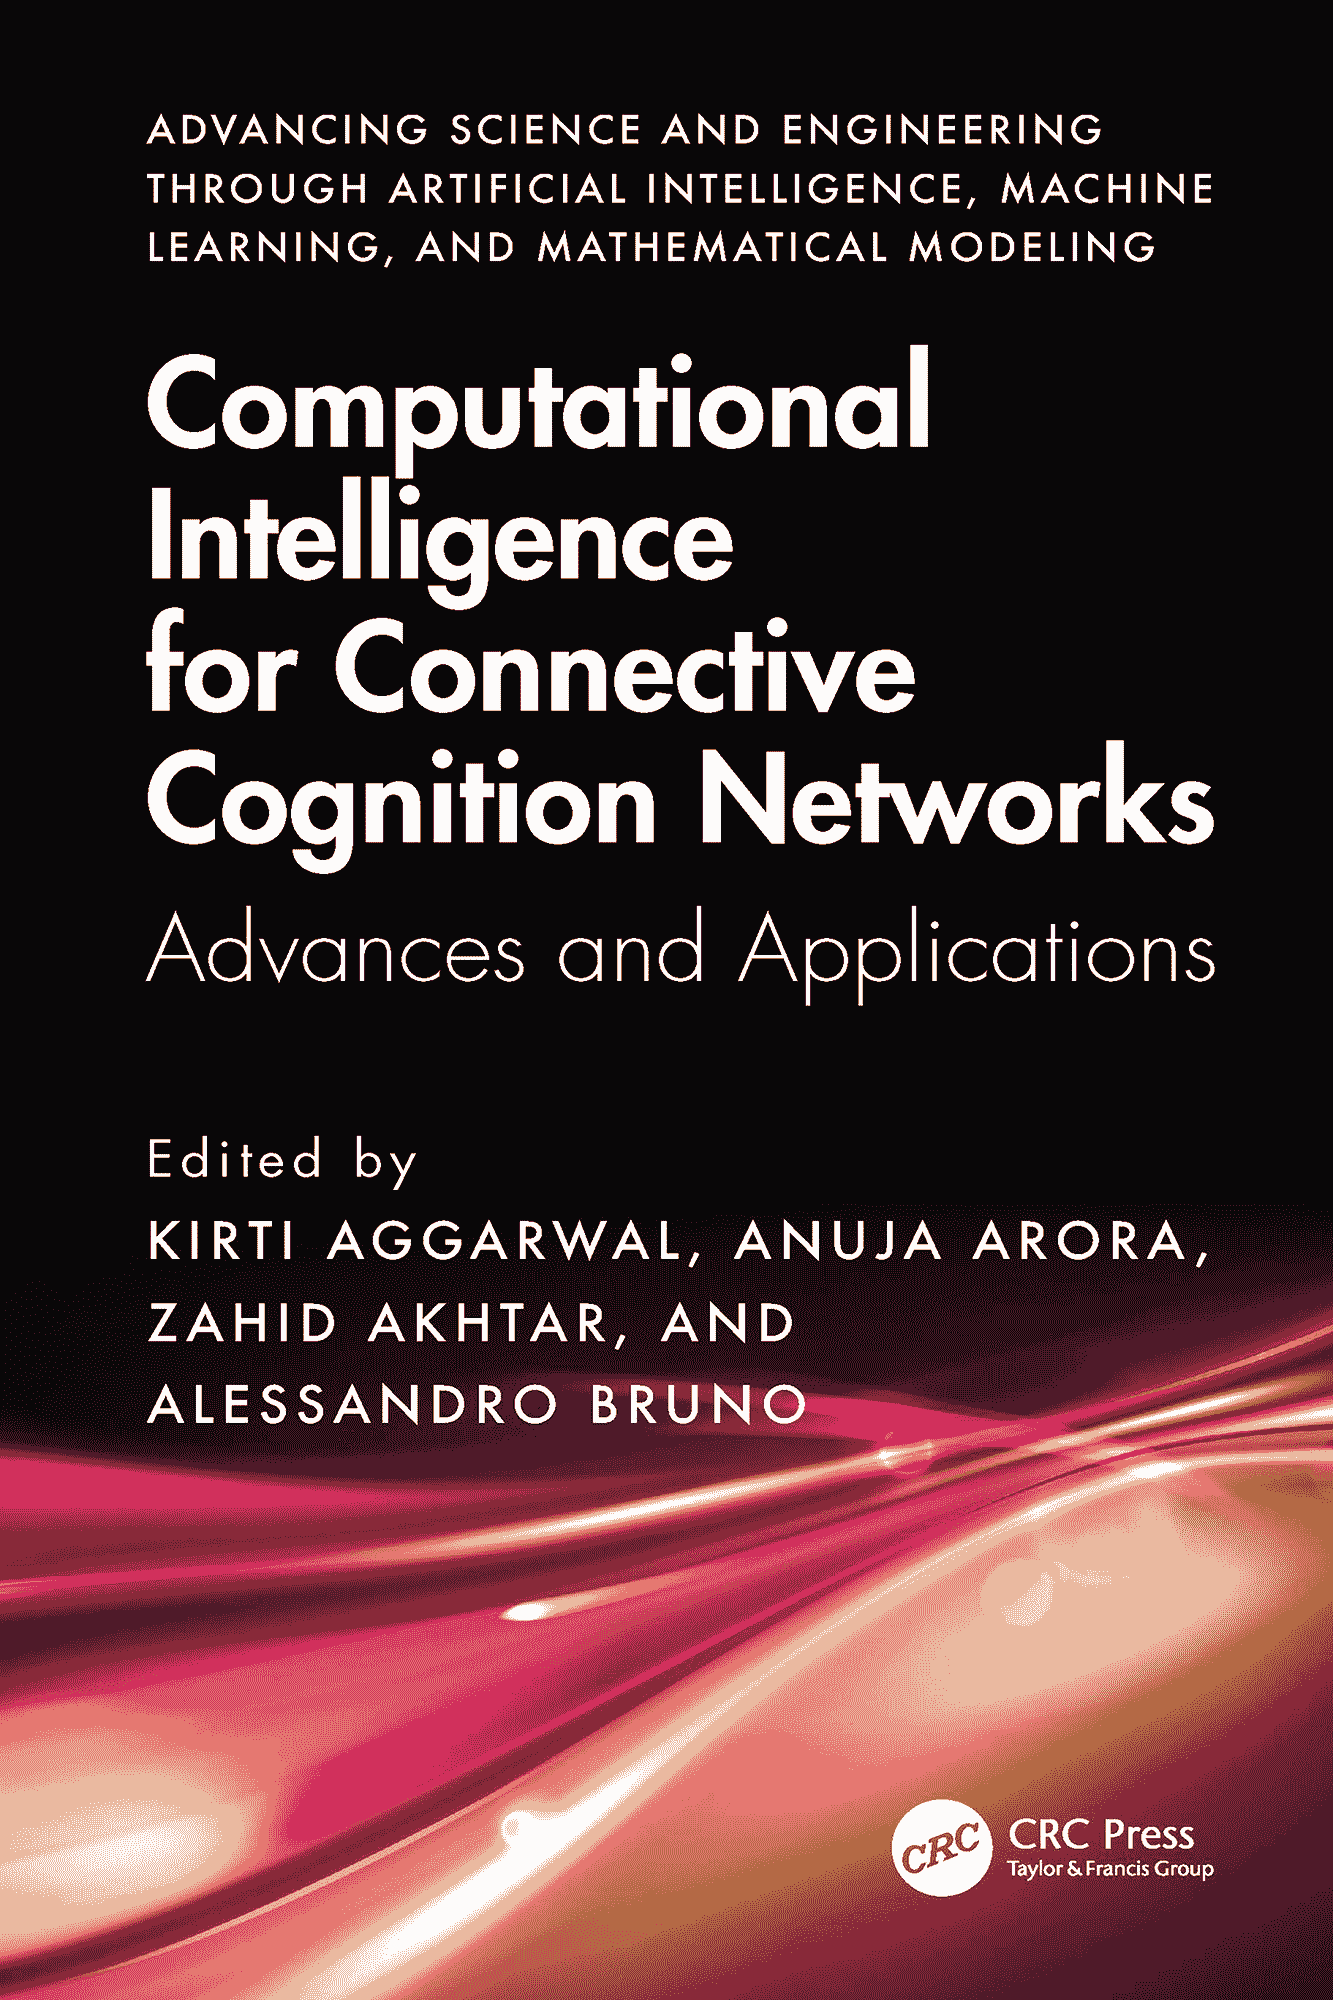 ADVANCING SCIENCE AND ENGINEERING
THROUGH ARTIFICIAL INTELLIGENCE, MACHINE
LEARNING, AND MATHEMATICAL MODELING
Computational
Intelligence
for Connective
Cognition Networks
Advances and Applications
Edited by
KIRTI AGGARWAL, ANUJA ARORA,
ZAHID AKHTAR, AND
ALESSANDRO BRUNO
CRC CRC Press
Taylor & Francis Group